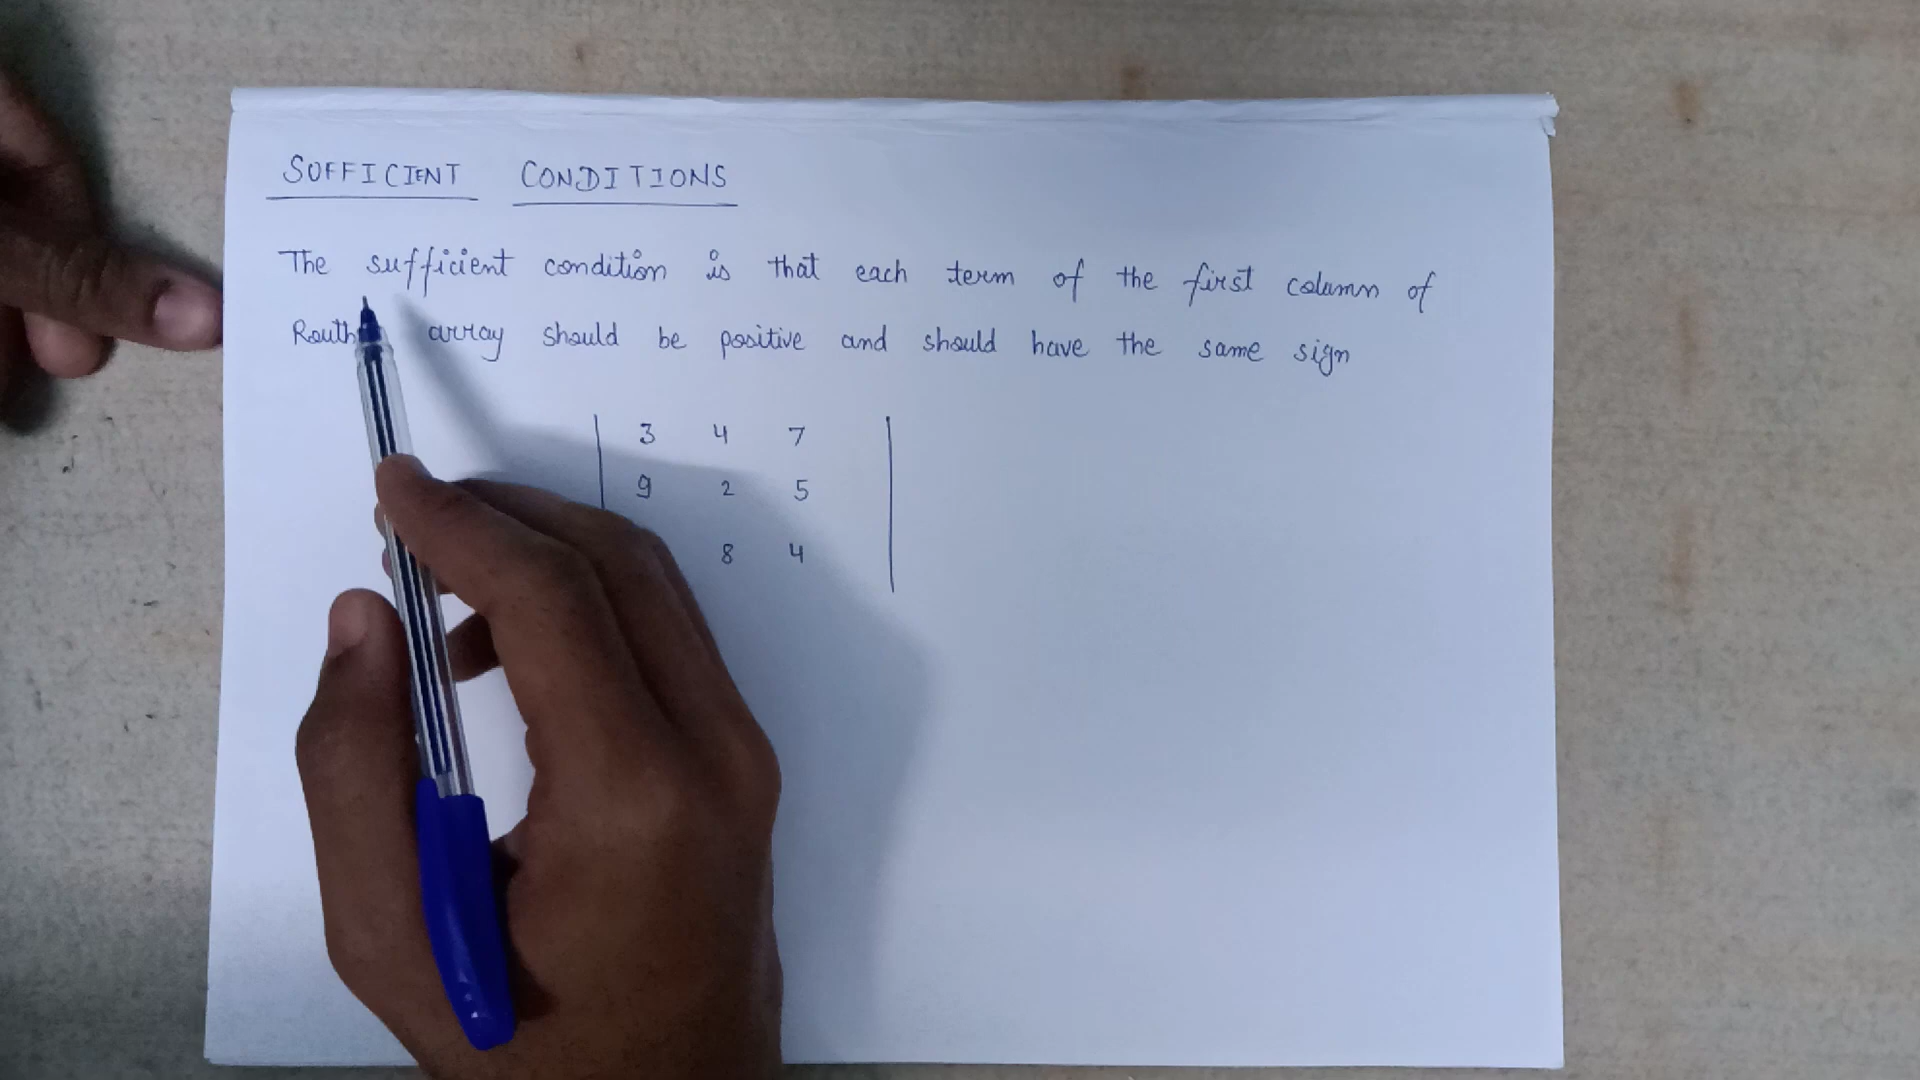 SUFFICIENT CONDITIONS
The sufficient condition is that each term of the first column of
Routh array should be positive and should have the same sign
3 4 7
9 2 5
8 4